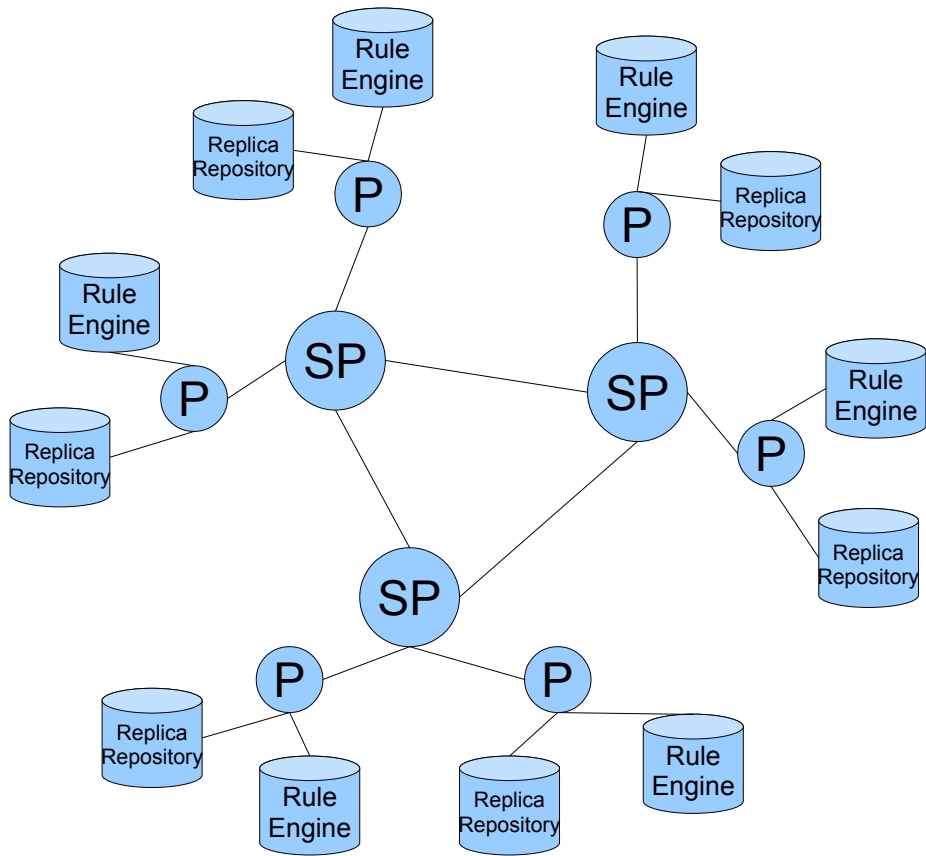 Rule
Engine
Replica
Repository
P
Rule
Engine
Replica
Repository
P
Rule
Engine
P
Replica
Repository
SP
SP
Rule
Engine
P
Replica
Repository
SP
P
Replica
Repository
Rule
Engine
P
Replica
Repository
Rule
Engine